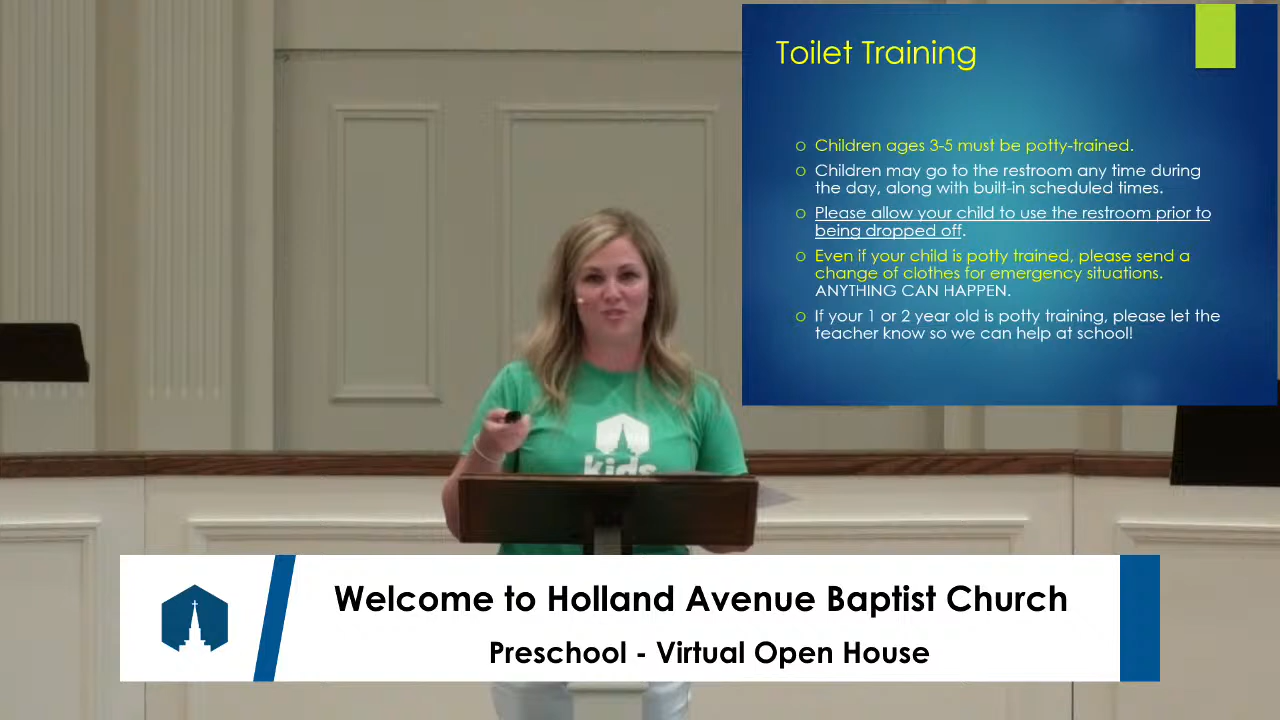 Toilet Training
Children ages 3-5 must be potty-trained.
Children may go to the restroom any time during
the day, along with built-in scheduled times.
Please allow your child to use the restroom prior to
being dropped off.
Even if your child is potty trained, please send a
change of clothes for emergency situations.
ANYTHING CAN HAPPEN.
If your 1 or 2 year old is potty training, please let the
teacher know so we can help at school!
kids
Welcome to Holland Avenue Baptist Church
Preschool - Virtual Open House